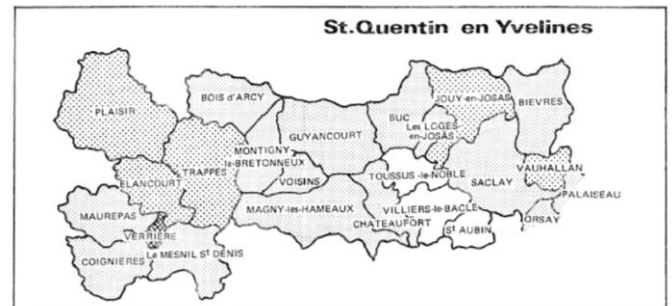 St.Quentin en Yvelines
PLAISIR
BOIS d'ARCY
BUC
JOUY-en-JOSAS
BIEVRES
GUYANCOURT
Les LOGES-
en-JOSAS
MONTIGNY
le-BRETONNEUX
TRAPPES
VOISINS
TOUSSUS-le-NOBLE
SACLAY
VAUHALLAN
ELANCOURT
PALAISEAU
MAUREPAS
MAGNY-les-HAMEAUX
VILLIERS-le-BACLE
ORSAY
CHATEAUFORT
St AUBIN
VERRIERE
COIGNIERES
Le MESNIL St DENIS